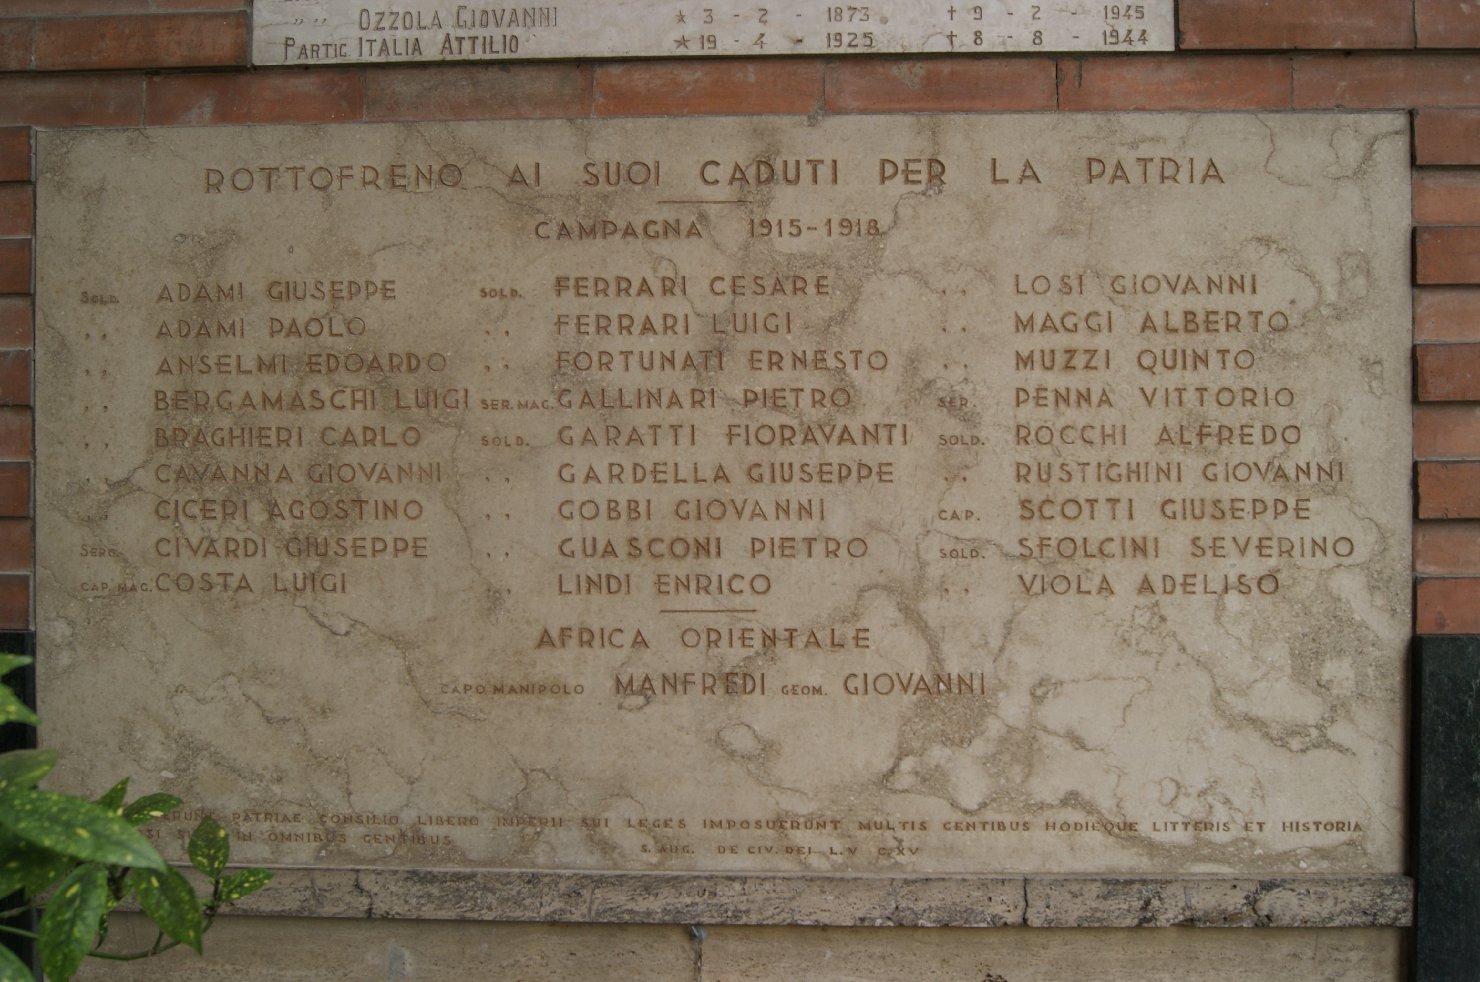 ,, ,, OZZOLA GIOVANNI ★ 3 - 2 - 1873 † 9 - 2 - 1945
PARTIG. ITALIA ATTILIO ★ 19 - 4 - 1925 † 8 - 8 - 1944
ROTTOFRENO AI SUOI CADUTI PER LA PATRIA
CAMPAGNA 1915-1918
SOLD. ADAMI GIUSEPPE
,, ADAMI PAOLO
,, ANSELMI EDOARDO
,, BERGAMASCHI LUIGI
,, BRAGHIERI CARLO
,, CAVANNA GIOVANNI
,, CICERI AGOSTINO
SERG. CIVARDI GIUSEPPE
CAP. MAG. COSTA LUIGI
SOLD. FERRARI CESARE
,, FERRARI LUIGI
,, FORTUNATI ERNESTO
SER. MAG. GALLINARI PIETRO
SOLD. GARATTI FIORAVANTI
,, GARDELLA GIUSEPPE
,, GOBBI GIOVANNI
,, GUASCONI PIETRO
,, LINDI ENRICO
,, LOSI GIOVANNI
,, MAGGI ALBERTO
,, MUZZI QUINTO
SER. PENNA VITTORIO
SOLD. ROCCHI ALFREDO
,, RUSTIGHINI GIOVANNI
CAP. SCOTTI GIUSEPPE
SOLD. SFOLCINI SEVERINO
,, VIOLA ADELISO
AFRICA ORIENTALE
CAPO MANIPOLO MANFREDI GEOM. GIOVANNI
PATRIAE CONSILIO, LIBERO IMPERII SUI LEGES IMPOSUERUNT MULTIS GENTIBUS HODIEQUE LITTERIS ET HISTORIA
IN OMNIBUS GENTIBUS S. AUG. DE CIV. DEI, L.V C.XV